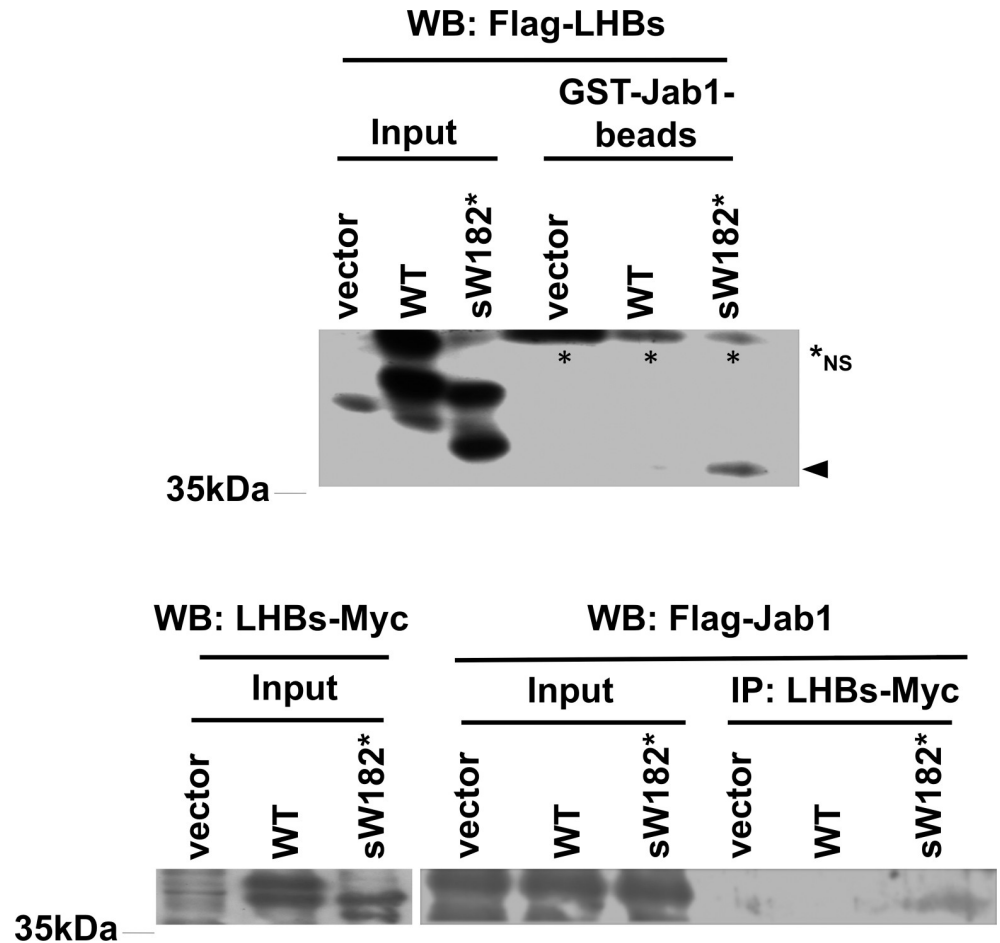 WB: Flag-LHBs
GST-Jab1-
beads
Input
vector
WT
sW182*
vector
WT
sW182*
* * *
*NS
35kDa
WB: LHBs-Myc
WB: Flag-Jab1
Input
Input
IP: LHBs-Myc
vector
WT
sW182*
vector
WT
sW182*
vector
WT
sW182*
35kDa